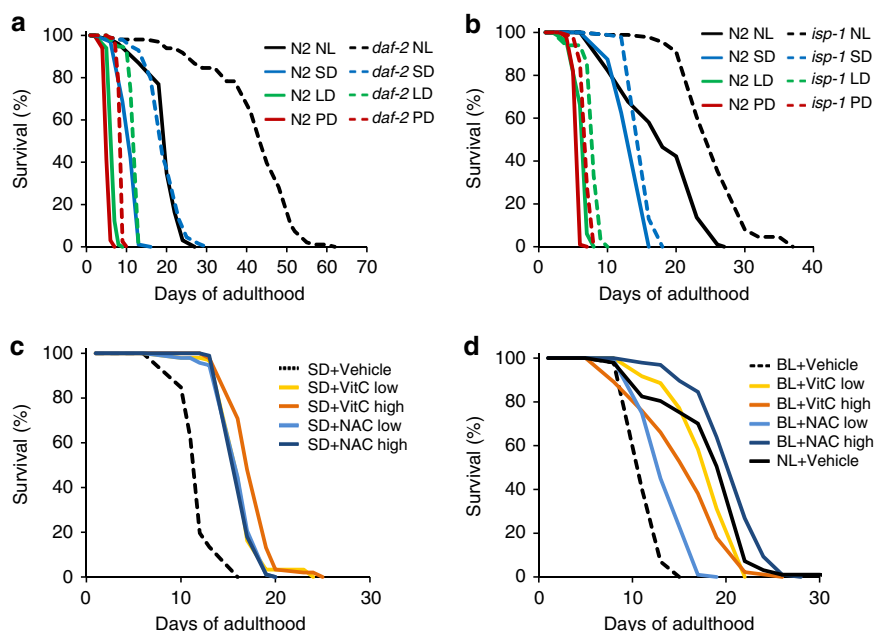 a
Survival (%)
100
80
60
40
20
0
0 10 20 30 40 50 60 70
Days of adulthood
N2 NL
N2 SD
N2 LD
N2 PD
daf-2 NL
daf-2 SD
daf-2 LD
daf-2 PD
b
Survival (%)
100
80
60
40
20
0
0 10 20 30 40
Days of adulthood
N2 NL
N2 SD
N2 LD
N2 PD
isp-1 NL
isp-1 SD
isp-1 LD
isp-1 PD
c
Survival (%)
100
80
60
40
20
0
0 10 20 30
Days of adulthood
SD+Vehicle
SD+VitC low
SD+VitC high
SD+NAC low
SD+NAC high
d
Survival (%)
100
80
60
40
20
0
0 10 20 30
Days of adulthood
BL+Vehicle
BL+VitC low
BL+VitC high
BL+NAC low
BL+NAC high
NL+Vehicle